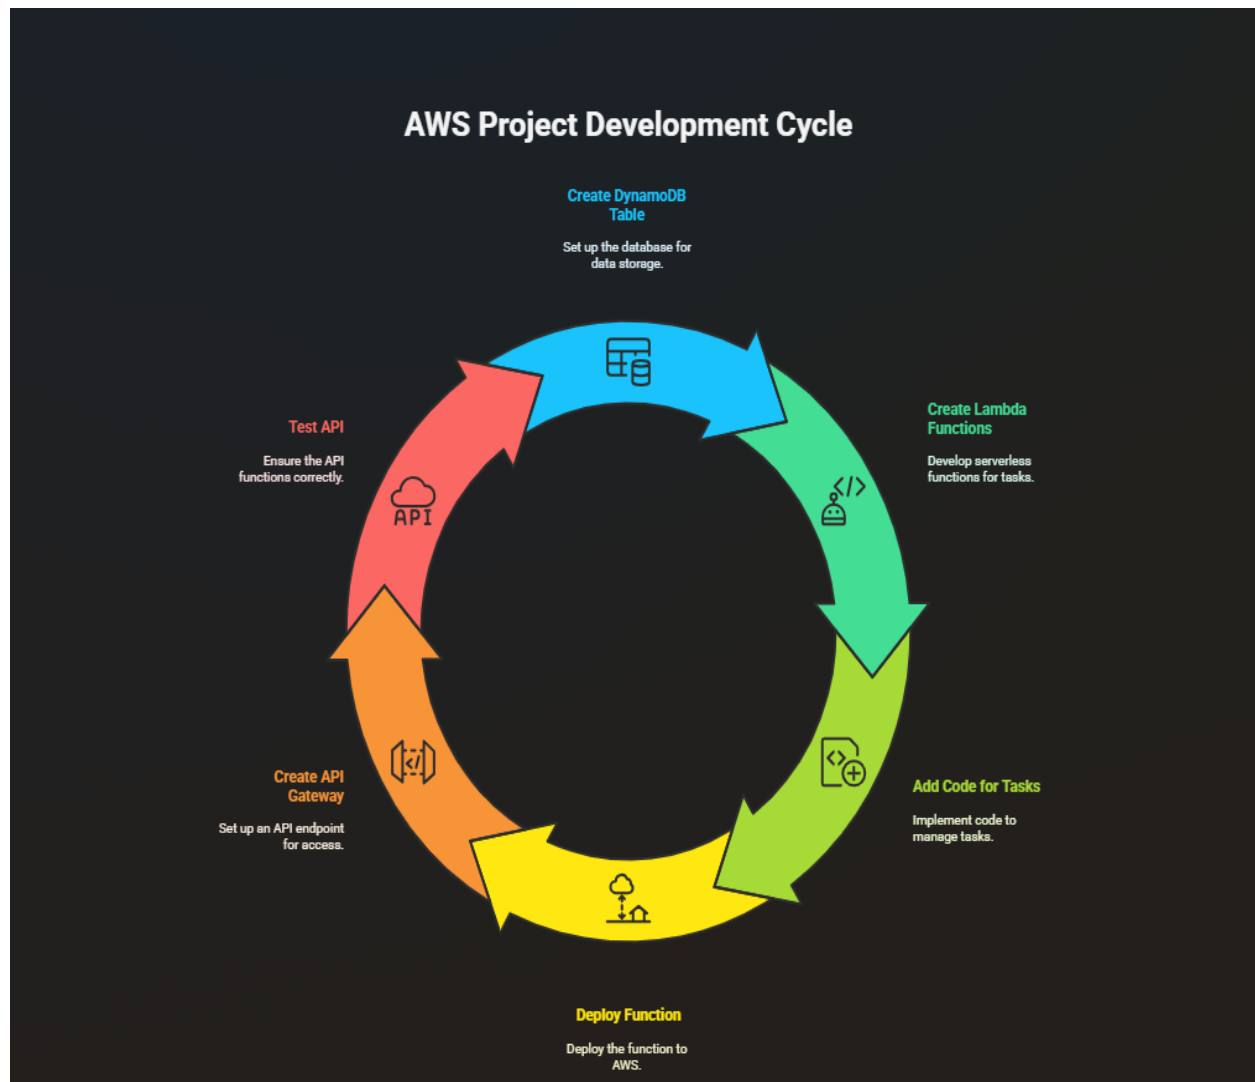 AWS Project Development Cycle
Create DynamoDB
Table
Set up the database for
data storage.
Create Lambda
Functions
Develop serverless
functions for tasks.
</>
Add Code for Tasks
Implement code to
manage tasks.
<>
Deploy Function
Deploy the function to
AWS.
Create API
Gateway
Set up an API endpoint
for access.
</>
Test API
Ensure the API
functions correctly.
API